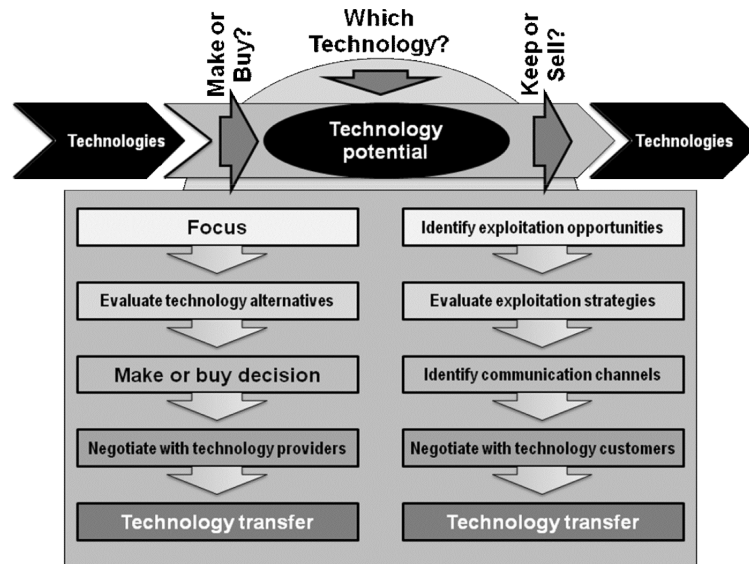 Make or
Buy?
Which
Technology?
Keep or
Sell?
Technologies
Technology
potential
Technologies
Focus
Evaluate technology alternatives
Make or buy decision
Negotiate with technology providers
Technology transfer
Identify exploitation opportunities
Evaluate exploitation strategies
Identify communication channels
Negotiate with technology customers
Technology transfer